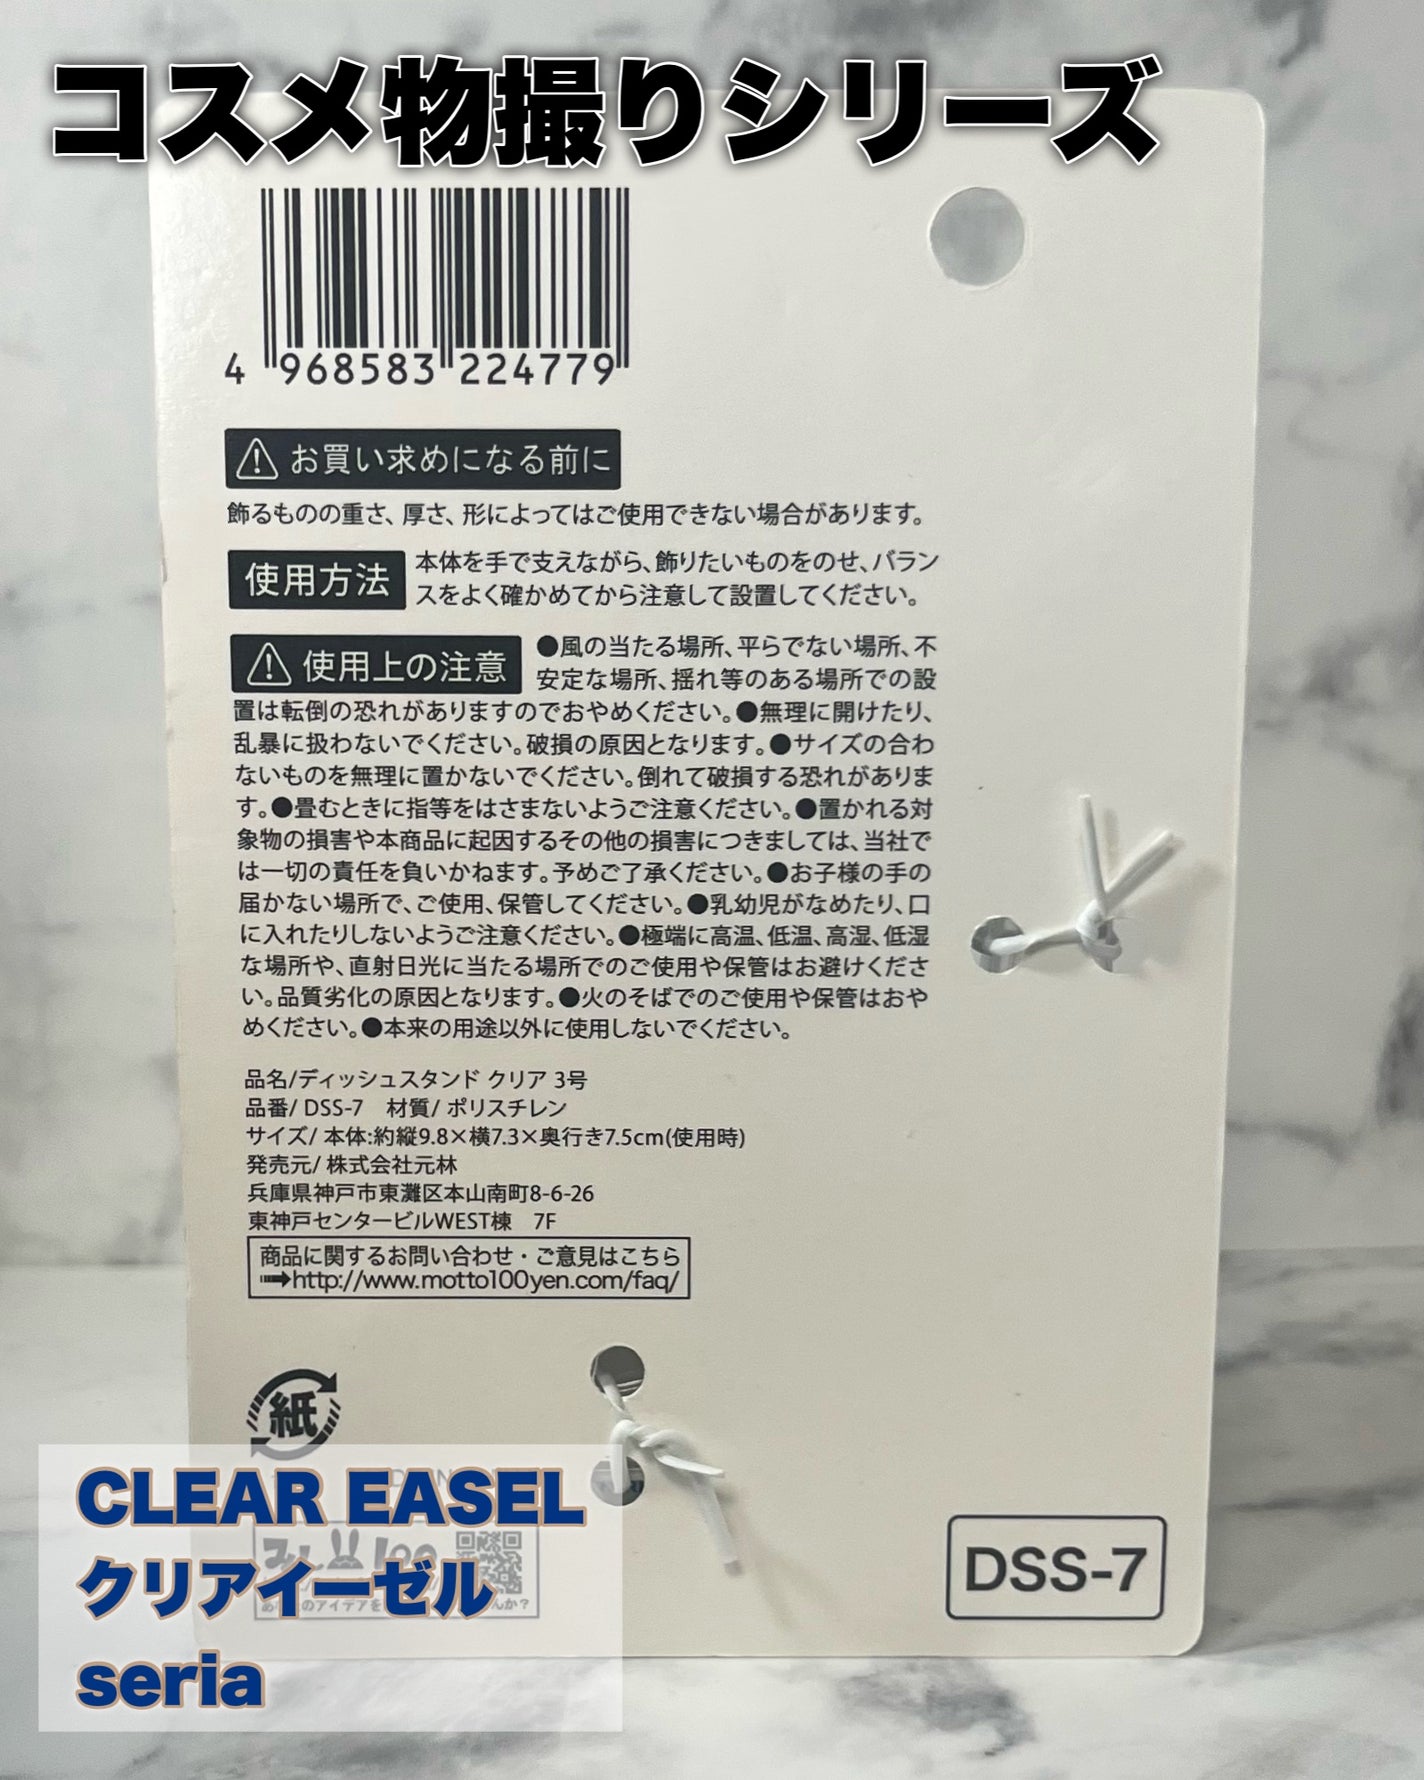 コスメ物撮りシリーズ
4 968583 224779
お買い求めになる前に
飾るものの重さ、厚さ、形によってはご使用できない場合があります。
使用方法
本体を手で支えながら、飾りたいものをのせ、バラン
スをよく確かめてから注意して設置してください。
使用上の注意
●風の当たる場所、平らでない場所、不
安定な場所、揺れ等のある場所での設
置は転倒の恐れがありますのでおやめください。●無理に開けたり、
乱暴に扱わないでください。破損の原因となります。●サイズの合わ
ないものを無理に置かないでください。倒れて破損する恐れがありま
す。●畳むときに指等をはさまないようご注意ください。●置かれる対
象物の損害や本商品に起因するその他の損害につきましては、当社で
は一切の責任を負いかねます。予めご了承ください。●お子様の手の
届かない場所で、ご使用、保管してください。●乳幼児がなめたり、口
に入れたりしないようご注意ください。●極端に高温、低温、高湿、低湿
な場所や、直射日光に当たる場所でのご使用や保管はお避けくださ
い。品質劣化の原因となります。●火のそばでのご使用や保管はおや
めください。●本来の用途以外に使用しないでください。
品名/ディッシュスタンド クリア 3号
品番/ DSS-7 材質/ ポリスチレン
サイズ/ 本体:約縦9.8×横7.3×奥行き7.5cm(使用時)
発売元/ 株式会社元林
兵庫県神戸市東灘区本山南町8-6-26
東神戸センタービルWEST棟 7F
商品に関するお問い合わせ・ご意見はこちら
➡http://www.motto100yen.com/faq/
紙
CLEAR EASEL
クリアイーゼル
seria
DSS-7